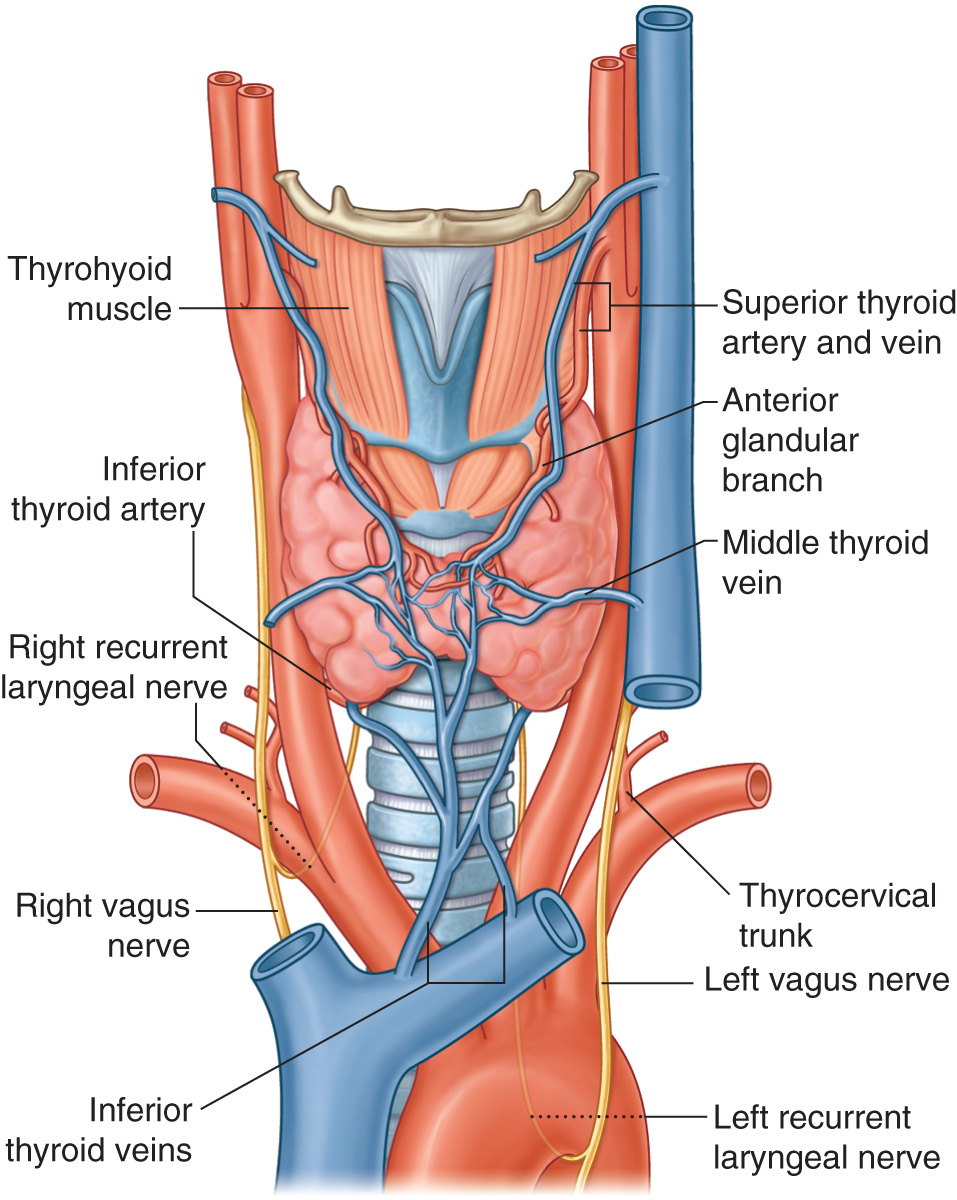 Thyrohyoid
muscle
Inferior
thyroid artery
Right recurrent
laryngeal nerve
Right vagus
nerve
Inferior
thyroid veins
Superior thyroid
artery and vein
Anterior
glandular
branch
Middle thyroid
vein
Thyrocervical
trunk
Left vagus nerve
Left recurrent
laryngeal nerve